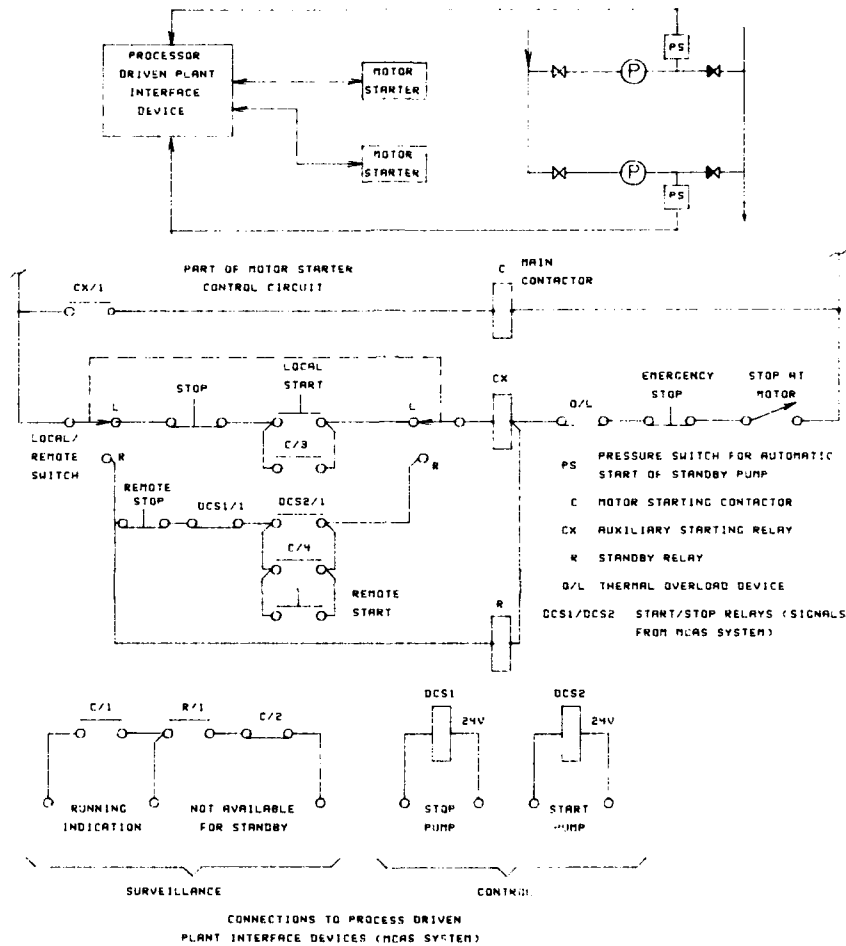 PROCESSOR
DRIVEN PLANT
INTERFACE
DEVICE
MOTOR
STARTER
MOTOR
STARTER
PS
P
P
PS
PART OF MOTOR STARTER
CONTROL CIRCUIT
CX/1
C
MAIN
CONTACTOR
LOCAL
START
STOP
L
L
CX
O/L
EMERGENCY
STOP
STOP AT
MOTOR
C/3
LOCAL/
REMOTE
SWITCH
R
R
REMOTE
STOP
DCS1/1
DCS2/1
C/4
REMOTE
START
R
PS PRESSURE SWITCH FOR AUTOMATIC
START OF STANDBY PUMP
C MOTOR STARTING CONTACTOR
CX AUXILIARY STARTING RELAY
R STANDBY RELAY
O/L THERMAL OVERLOAD DEVICE
DCS1/DCS2 START/STOP RELAYS (SIGNALS
FROM MCAS SYSTEM)
C/1
R/1
C/2
DCS1
24V
DCS2
24V
RUNNING
INDICATION
NOT AVAILABLE
FOR STANDBY
STOP
PUMP
START
PUMP
SURVEILLANCE
CONTROL
CONNECTIONS TO PROCESS DRIVEN
PLANT INTERFACE DEVICES (MCAS SYSTEM)